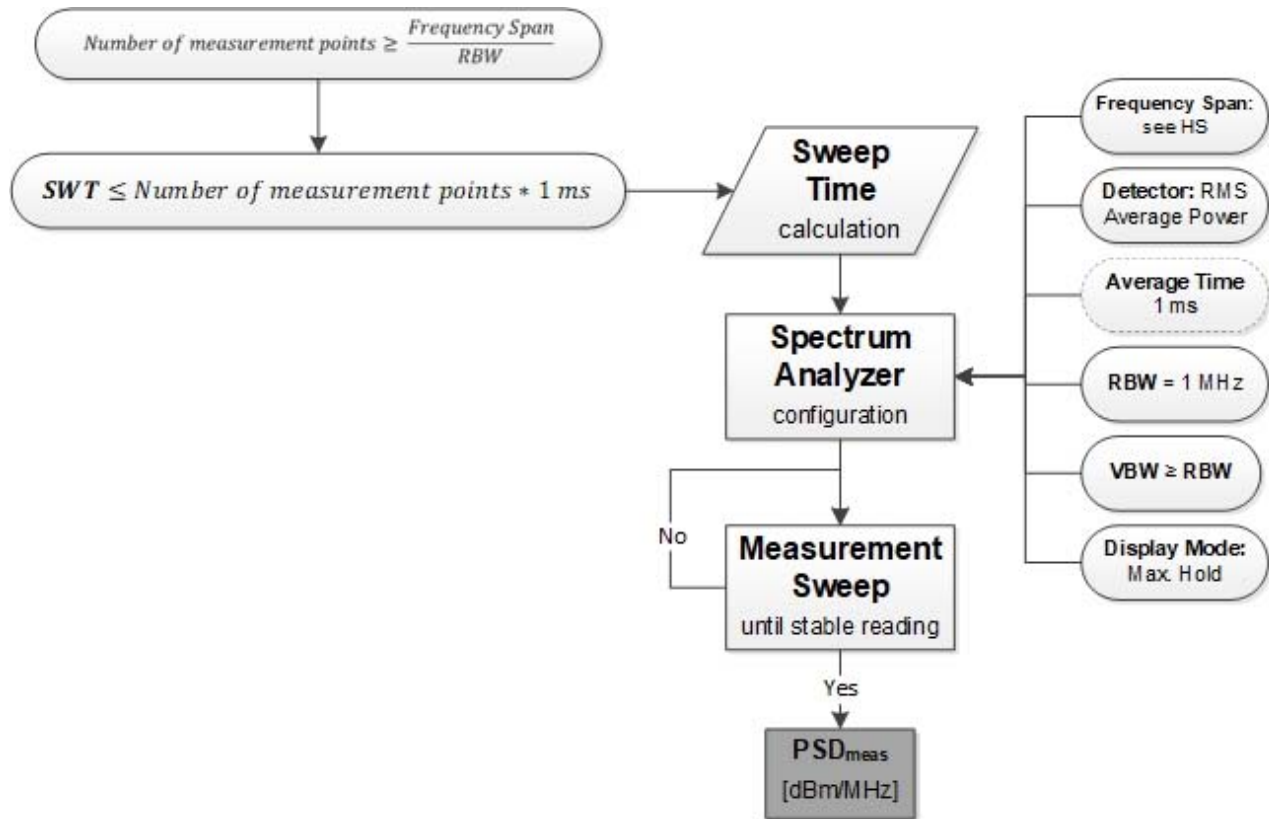 Number of measurement points ≥ Frequency Span
RBW
SWT ≤ Number of measurement points * 1 ms
Sweep
Time
calculation
Spectrum
Analyzer
configuration
No
Measurement
Sweep
until stable reading
Yes
PSDmeas
[dBm/MHz]
Frequency Span:
see HS
Detector: RMS
Average Power
Average Time
1 ms
RBW = 1 MHz
VBW ≥ RBW
Display Mode:
Max. Hold